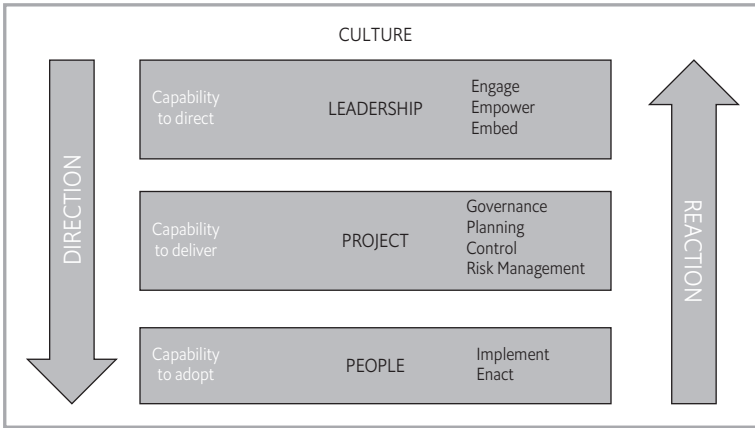 CULTURE
DIRECTION
Capability
to direct
LEADERSHIP
Engage
Empower
Embed
Capability
to deliver
PROJECT
Governance
Planning
Control
Risk Management
Capability
to adopt
PEOPLE
Implement
Enact
REACTION